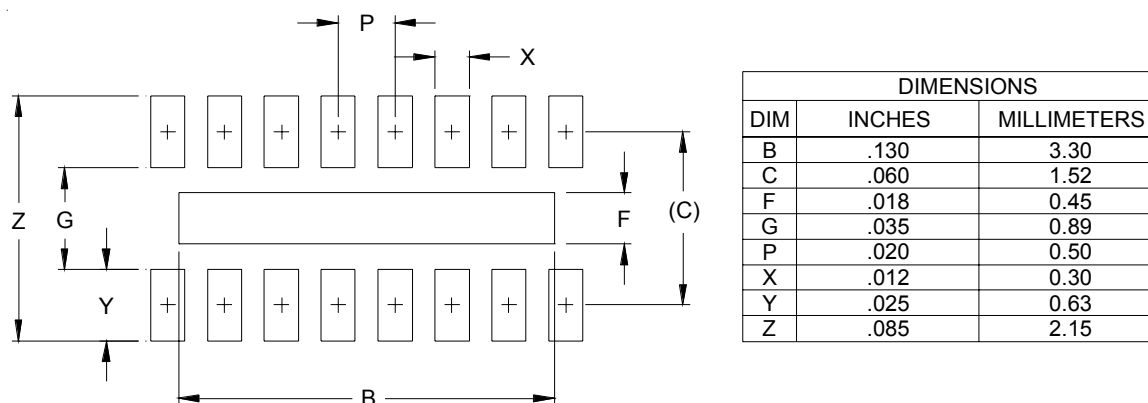 P
X
Z
G
Y
F
(C)
B
DIMENSIONS
DIM INCHES MILLIMETERS
B .130 3.30
C .060 1.52
F .018 0.45
G .035 0.89
P .020 0.50
X .012 0.30
Y .025 0.63
Z .085 2.15